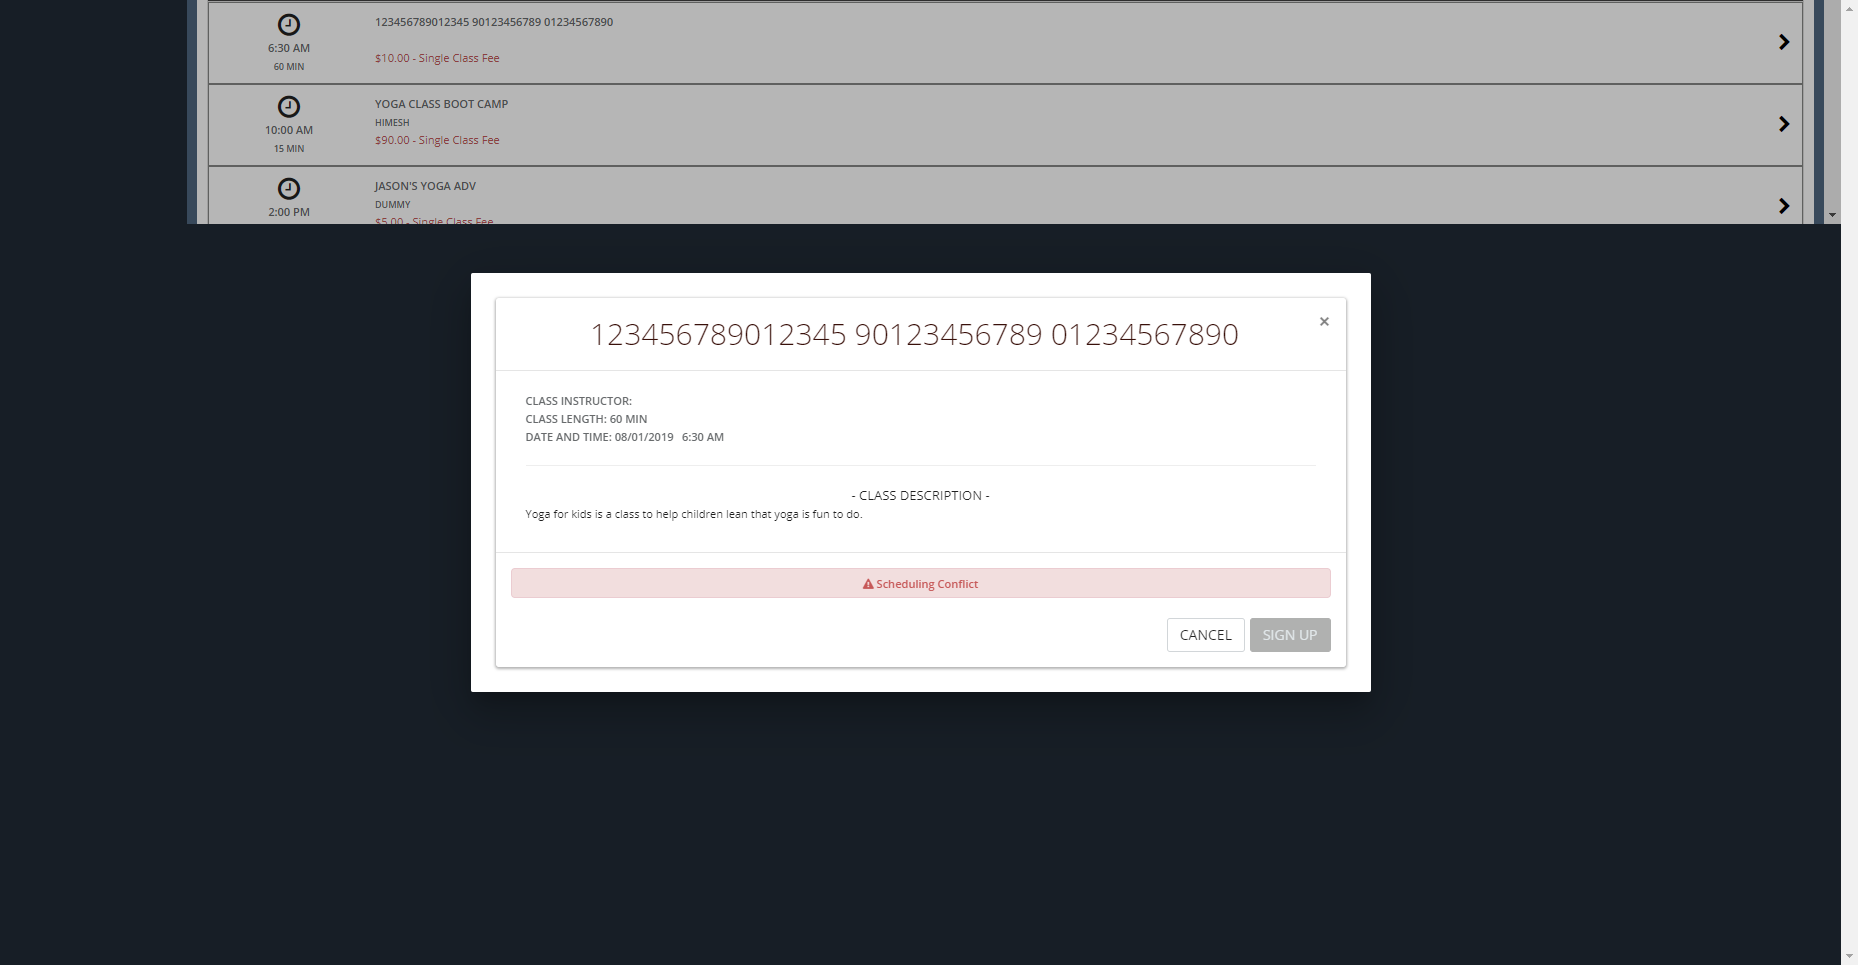 123456789012345 90123456789 01234567890
6:30 AM
60 MIN
$10.00 - Single Class Fee
YOGA CLASS BOOT CAMP
HIMESH
10:00 AM
15 MIN
$90.00 - Single Class Fee
JASON'S YOGA ADV
DUMMY
2:00 PM
$5.00 - Single Class Fee
123456789012345 90123456789 01234567890
×
CLASS INSTRUCTOR:
CLASS LENGTH: 60 MIN
DATE AND TIME: 08/01/2019 6:30 AM
- CLASS DESCRIPTION -
Yoga for kids is a class to help children lean that yoga is fun to do.
Scheduling Conflict
CANCEL SIGN UP